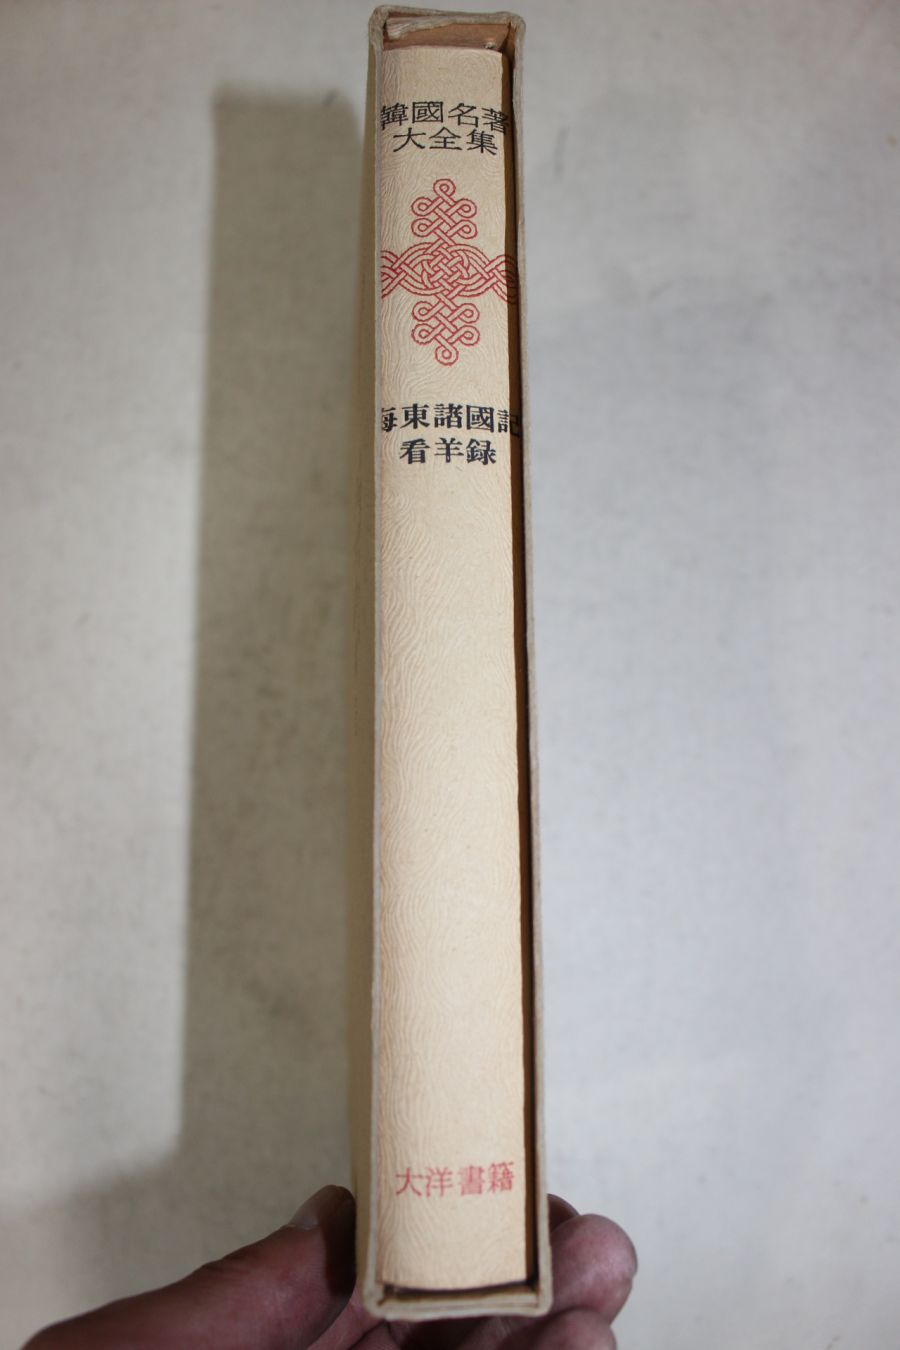 韓國名著
大全集
海東諸國記
看羊録
大洋書籍